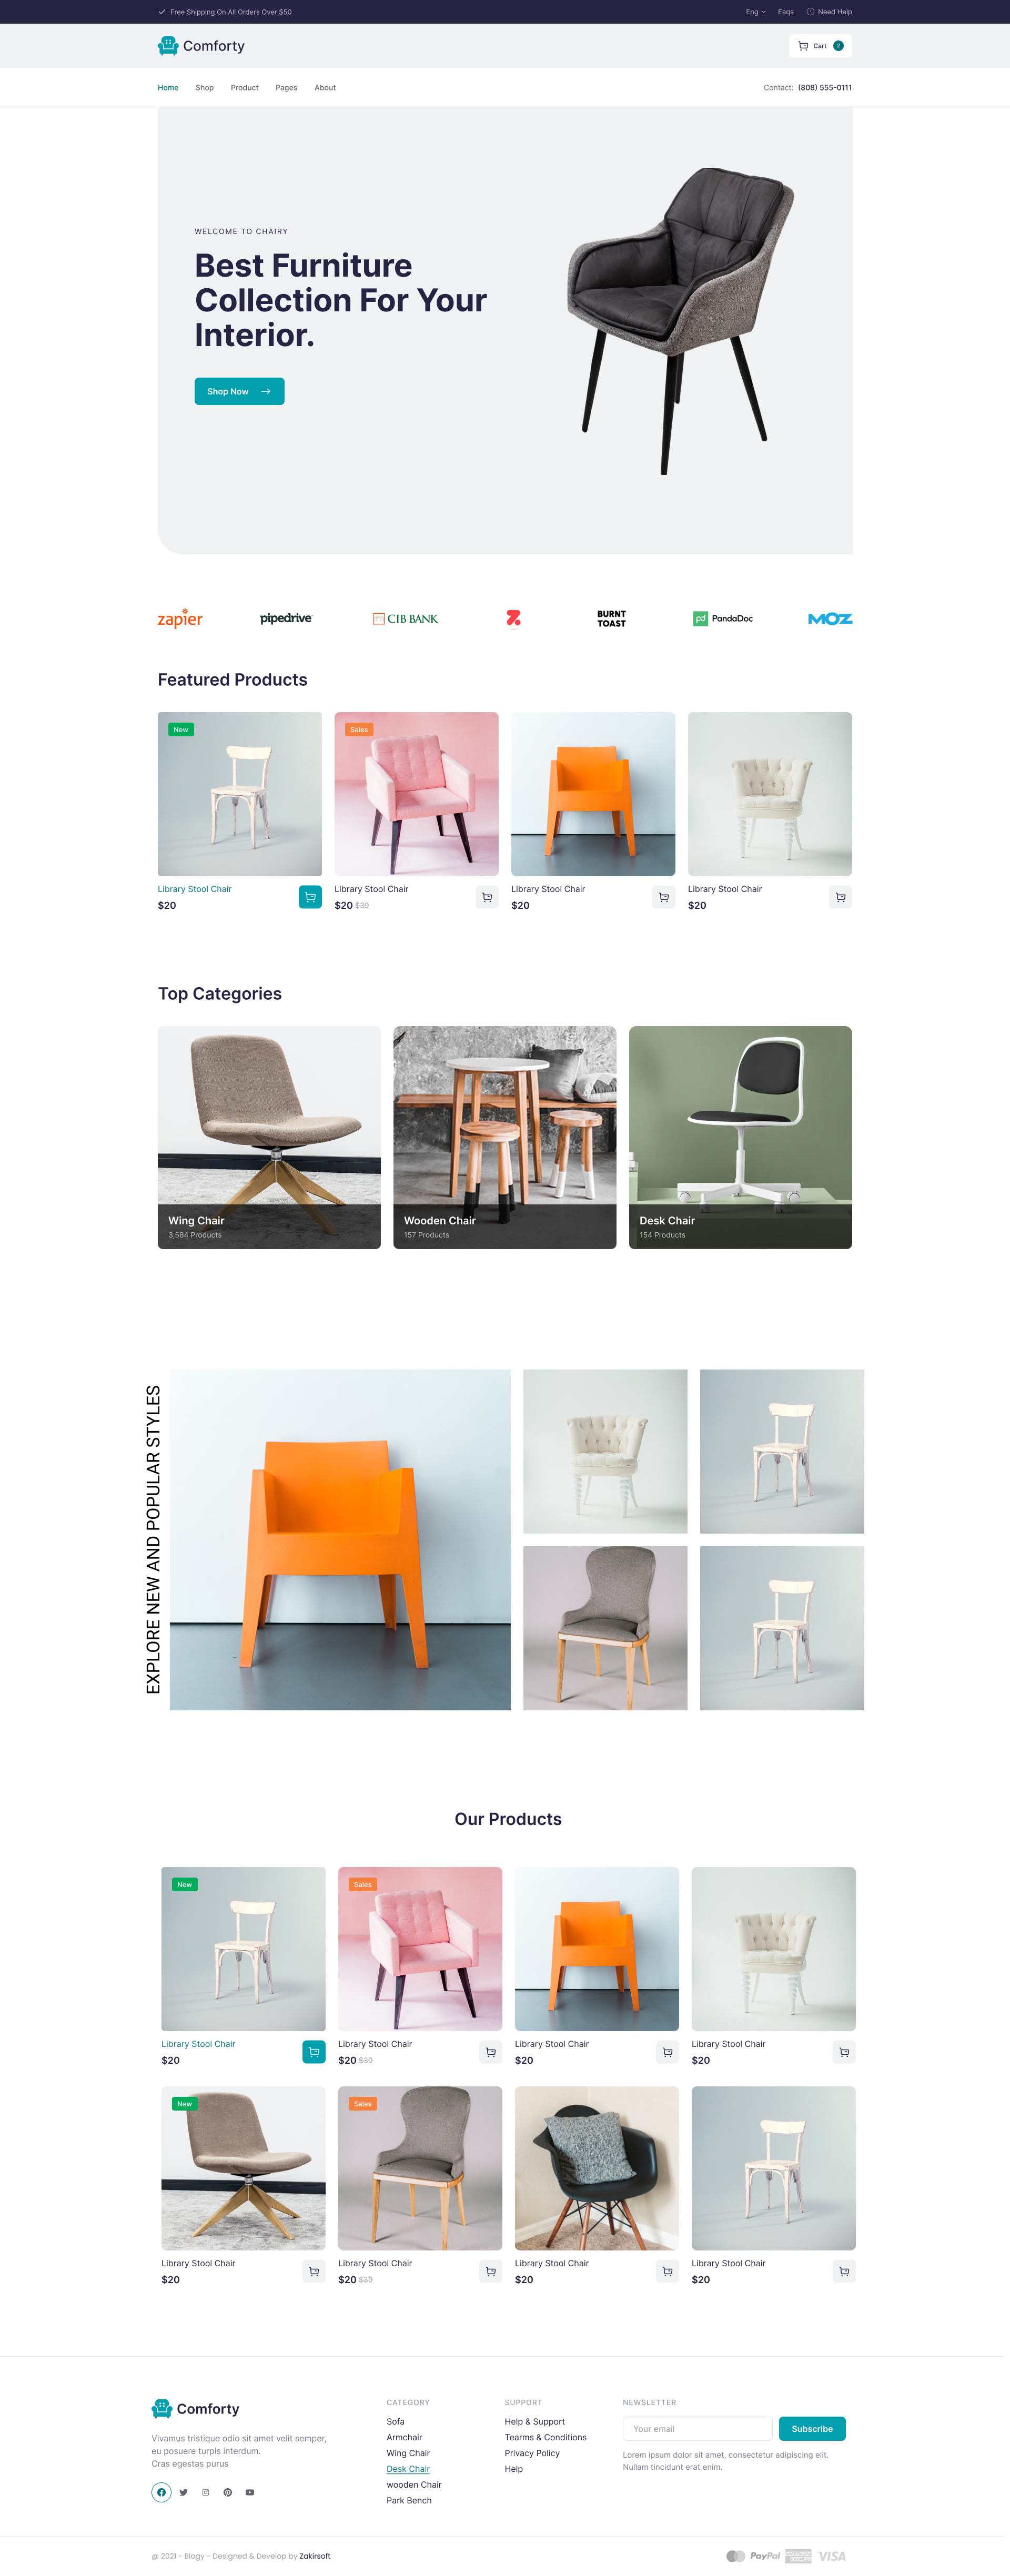 Free Shipping On All Orders Over $50
Eng
Faqs
Need Help
Comforty
Cart 2
Home
Shop
Product
Pages
About
Contact: (808) 555-0111
WELCOME TO CHAIRY
Best Furniture
Collection For Your
Interior.
Shop Now
zapier
pipedrive
CIB BANK
BURNT
TOAST
pd PandaDoc
MOZ
Featured Products
New
Sales
Library Stool Chair
$20
Library Stool Chair
$20 $39
Library Stool Chair
$20
Library Stool Chair
$20
Top Categories
Wing Chair
3,584 Products
Wooden Chair
157 Products
Desk Chair
154 Products
EXPLORE NEW AND POPULAR STYLES
Our Products
New
Sales
Library Stool Chair
$20
Library Stool Chair
$20 $39
Library Stool Chair
$20
Library Stool Chair
$20
New
Sales
Library Stool Chair
$20
Library Stool Chair
$20 $39
Library Stool Chair
$20
Library Stool Chair
$20
Comforty
Vivamus tristique odio sit amet velit semper,
eu posuere turpis interdum.
Cras egestas purus
CATEGORY
Sofa
Armchair
Wing Chair
Desk Chair
wooden Chair
Park Bench
SUPPORT
Help & Support
Tearms & Conditions
Privacy Policy
Help
NEWSLETTER
Your email
Subscribe
Lorem ipsum dolor sit amet, consectetur adipiscing elit.
Nullam tincidunt erat enim.
@ 2021 - Blogy - Designed & Develop by Zakirsoft
PayPal
VISA